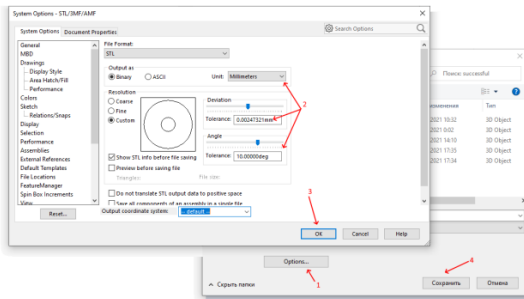 System Options - STL/3MF/AMF
Search Options
System Options Document Properties
General
MBD
Drawings
Display Style
Area Hatch/Fill
Performance
Colors
Sketch
Relations/Snaps
Display
Selection
Performance
Assemblies
External References
Default Templates
File Locations
FeatureManager
Spin Box Increments
View
Reset...
File Format:
STL
Output as
Binary ASCII Unit: Millimeters
Resolution
Coarse
Fine
Custom
Deviation
Tolerance: 0.00247321mm
Angle
Tolerance: 10.00000deg
2
Show STL info before file saving
Preview before saving file
Triangles: File size:
Do not translate STL output data to positive space
Save all components of an assembly in a single file
Output coordinate system: -- default --
3
OK Cancel Help
Поиск: successful
Тип
2021 10:32 3D Object
2021 0:02 3D Object
2021 14:10 3D Object
2021 17:35 3D Object
2021 17:34 3D Object
Options...
1
4
Скрыть папки
Сохранить Отмена